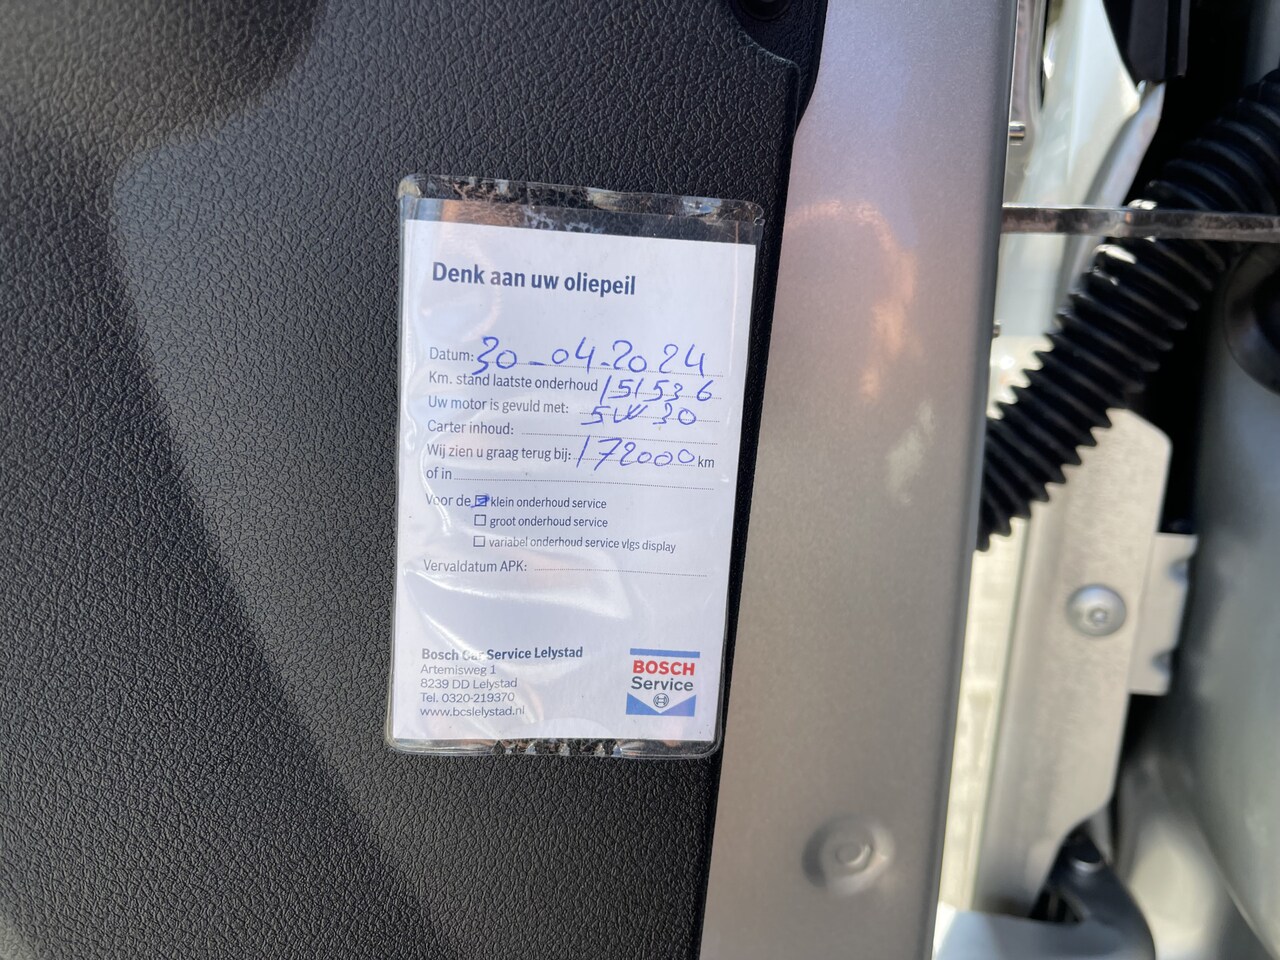 Denk aan uw oliepeil
Datum: 30-04-2024
Km. stand laatste onderhoud 151536
Uw motor is gevuld met: 5W30
Carter inhoud:
Wij zien u graag terug bij: 172000 km
of in
Voor de ☑ klein onderhoud service
☐ groot onderhoud service
☐ variabel onderhoud service vlgs display
Vervaldatum APK:
Bosch Car Service Lelystad
Artemisweg 1
8239 DD Lelystad
Tel. 0320-219370
www.bcslelystad.nl
BOSCH
Service